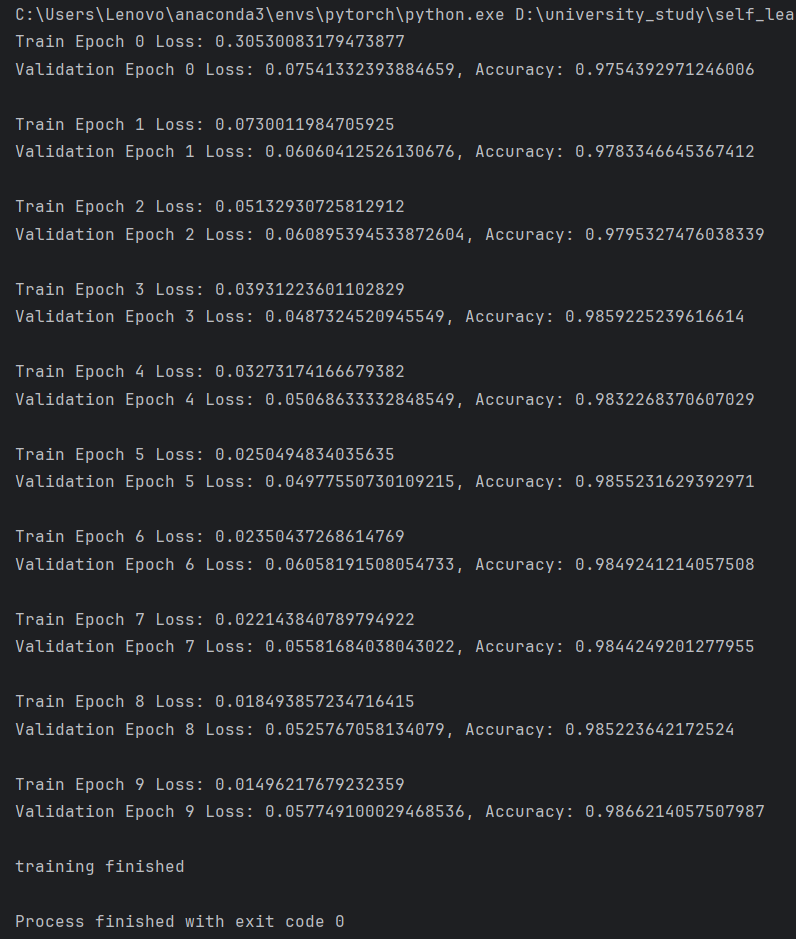 C:\Users\Lenovo\anaconda3\envs\pytorch\python.exe D:\university_study\self_lea
Train Epoch 0 Loss: 0.30530083179473877
Validation Epoch 0 Loss: 0.07541332393884659, Accuracy: 0.9754392971246006
Train Epoch 1 Loss: 0.0730011984705925
Validation Epoch 1 Loss: 0.06060412526130676, Accuracy: 0.9783346645367412
Train Epoch 2 Loss: 0.05132930725812912
Validation Epoch 2 Loss: 0.060895394533872604, Accuracy: 0.9795327476038339
Train Epoch 3 Loss: 0.03931223601102829
Validation Epoch 3 Loss: 0.0487324520945549, Accuracy: 0.9859225239616614
Train Epoch 4 Loss: 0.03273174166679382
Validation Epoch 4 Loss: 0.05068633332848549, Accuracy: 0.9832268370607029
Train Epoch 5 Loss: 0.0250494834035635
Validation Epoch 5 Loss: 0.04977550730109215, Accuracy: 0.9855231629392971
Train Epoch 6 Loss: 0.02350437268614769
Validation Epoch 6 Loss: 0.06058191508054733, Accuracy: 0.9849241214057508
Train Epoch 7 Loss: 0.022143840789794922
Validation Epoch 7 Loss: 0.05581684038043022, Accuracy: 0.9844249201277955
Train Epoch 8 Loss: 0.018493857234716415
Validation Epoch 8 Loss: 0.0525767058134079, Accuracy: 0.985223642172524
Train Epoch 9 Loss: 0.01496217679232359
Validation Epoch 9 Loss: 0.057749100029468536, Accuracy: 0.9866214057507987
training finished
Process finished with exit code 0